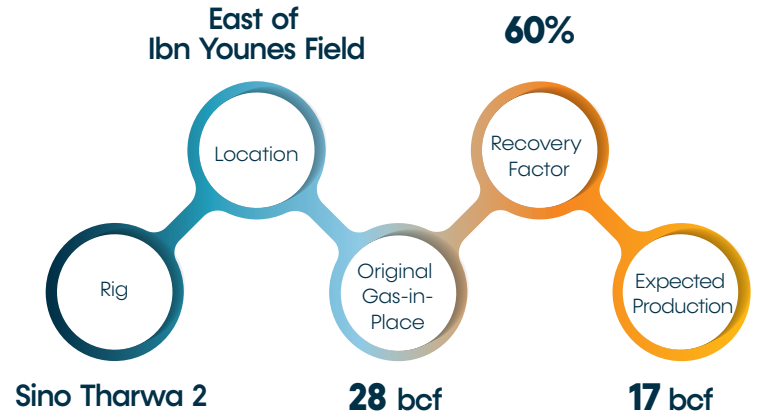 East of
Ibn Younes Field
60%
Location
Recovery
Factor
Rig
Original
Gas-in-
Place
Expected
Production
Sino Tharwa 2
28 bcf
17 bcf